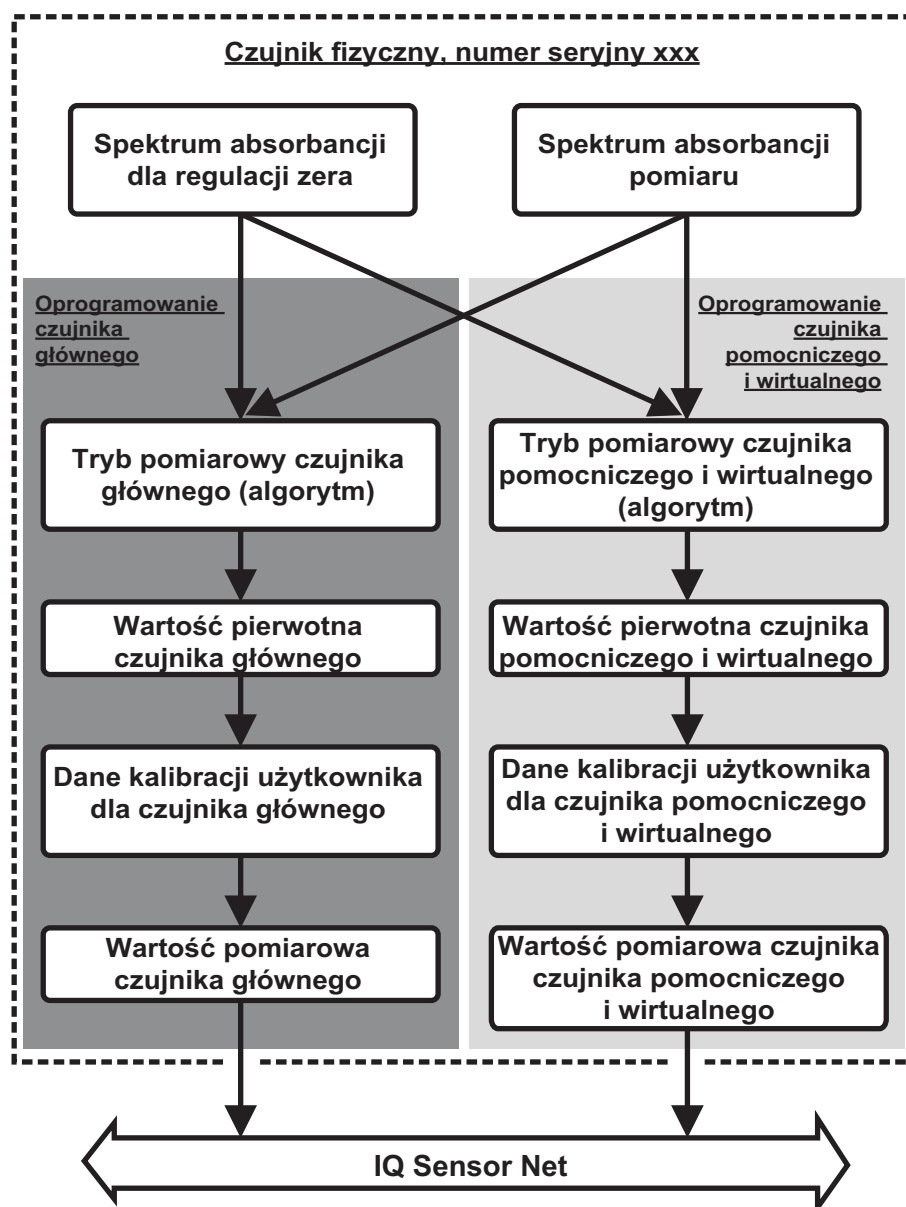 Czujnik fizyczny, numer seryjny xxx
Spektrum absorbancji
dla regulacji zera
Spektrum absorbancji
pomiaru
Oprogramowanie
czujnika
głównego
Oprogramowanie
czujnika
pomocniczego
i wirtualnego
Tryb pomiarowy czujnika
głównego (algorytm)
Tryb pomiarowy czujnika
pomocniczego i wirtualnego
(algorytm)
Wartość pierwotna
czujnika głównego
Wartość pierwotna czujnika
pomocniczego i wirtualnego
Dane kalibracji użytkownika
dla czujnika głównego
Dane kalibracji użytkownika
dla czujnika pomocniczego
i wirtualnego
Wartość pomiarowa
czujnika głównego
Wartość pomiarowa czujnika
czujnika pomocniczego
i wirtualnego
IQ Sensor Net